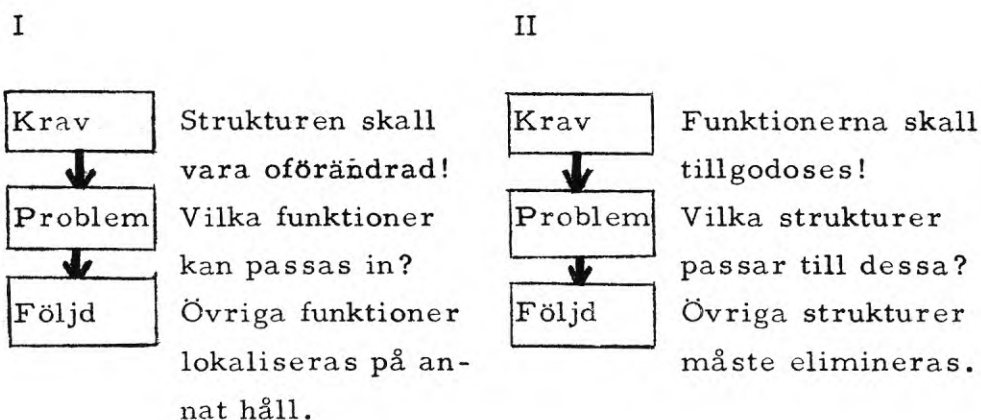 I
Krav
Strukturen skall
vara oförändrad!
Problem
Vilka funktioner
kan passas in?
Följd
Övriga funktioner
lokaliseras på an-
nat håll.
II
Krav
Funktionerna skall
tillgodoses!
Problem
Vilka strukturer
passar till dessa?
Följd
Övriga strukturer
måste elimineras.